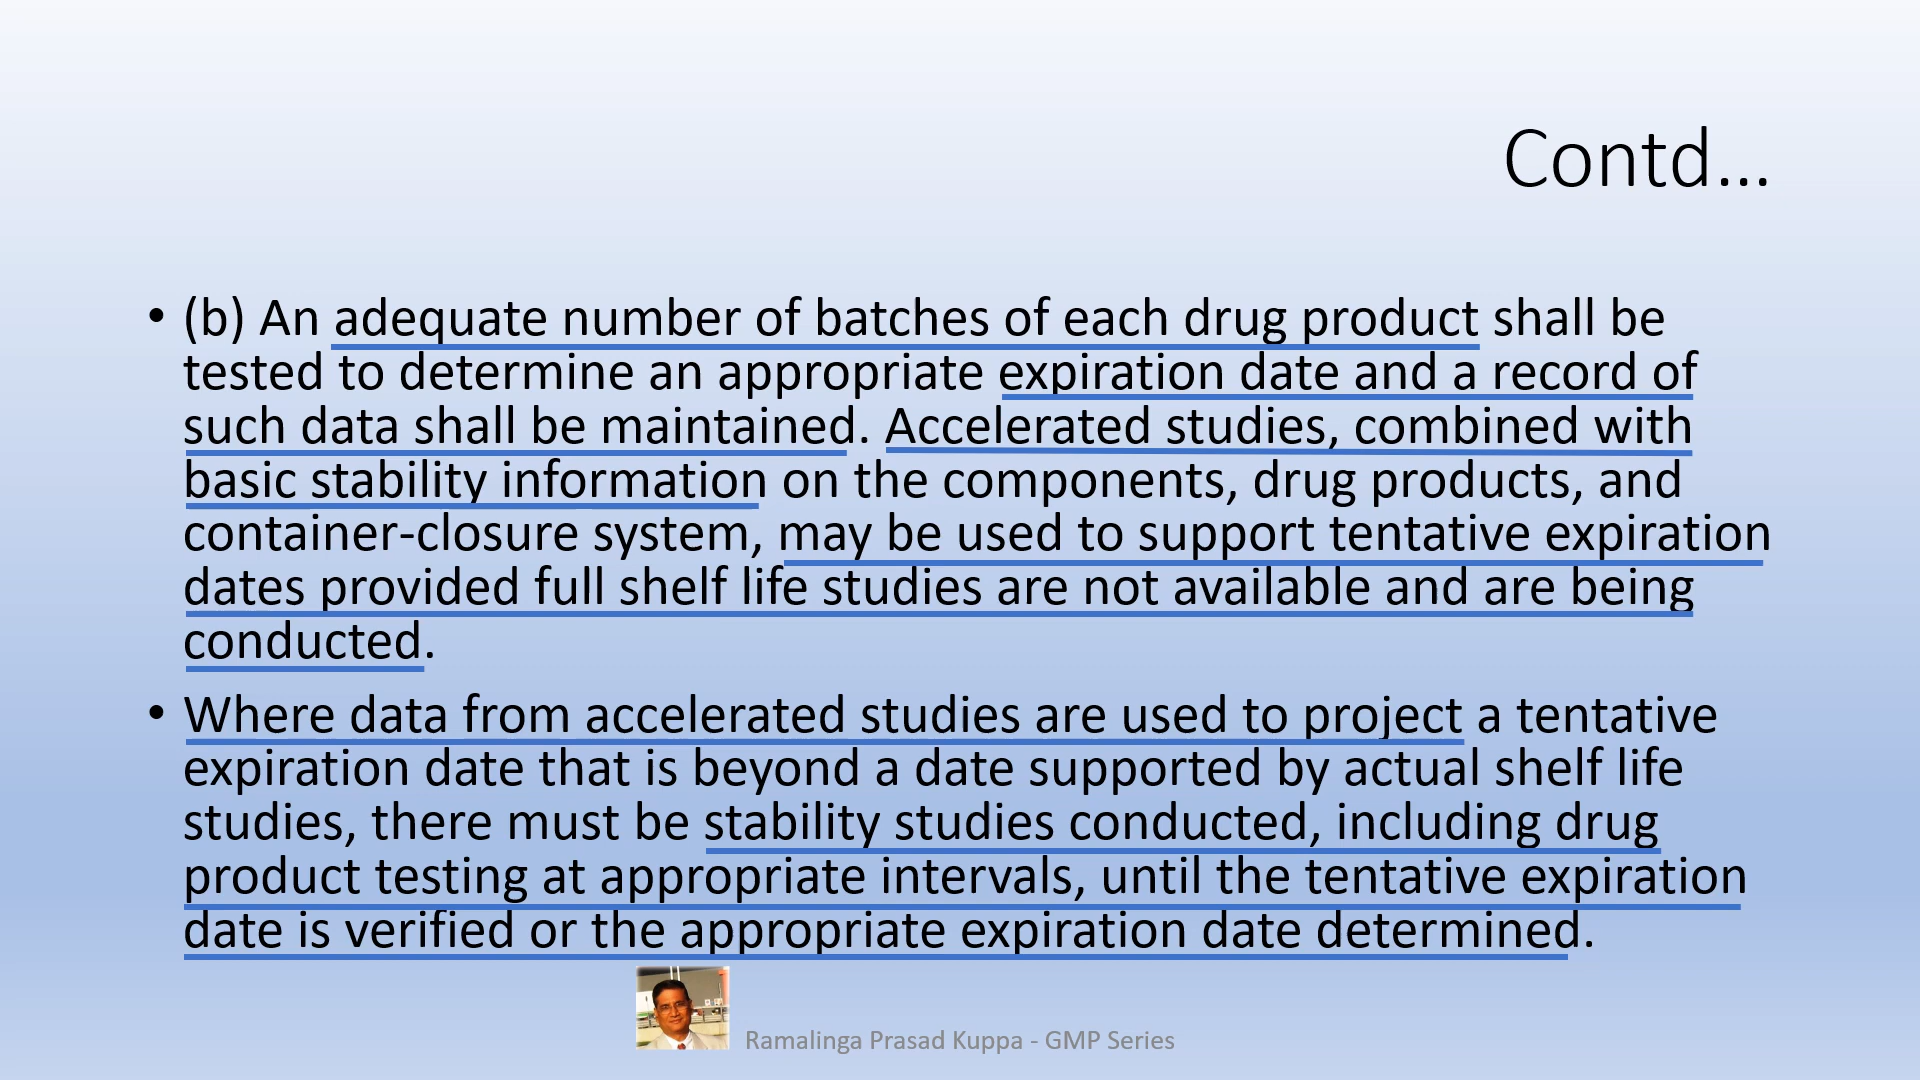 Contd…
• (b) An adequate number of batches of each drug product shall be
tested to determine an appropriate expiration date and a record of
such data shall be maintained. Accelerated studies, combined with
basic stability information on the components, drug products, and
container-closure system, may be used to support tentative expiration
dates provided full shelf life studies are not available and are being
conducted.
• Where data from accelerated studies are used to project a tentative
expiration date that is beyond a date supported by actual shelf life
studies, there must be stability studies conducted, including drug
product testing at appropriate intervals, until the tentative expiration
date is verified or the appropriate expiration date determined.
Ramalinga Prasad Kuppa - GMP Series